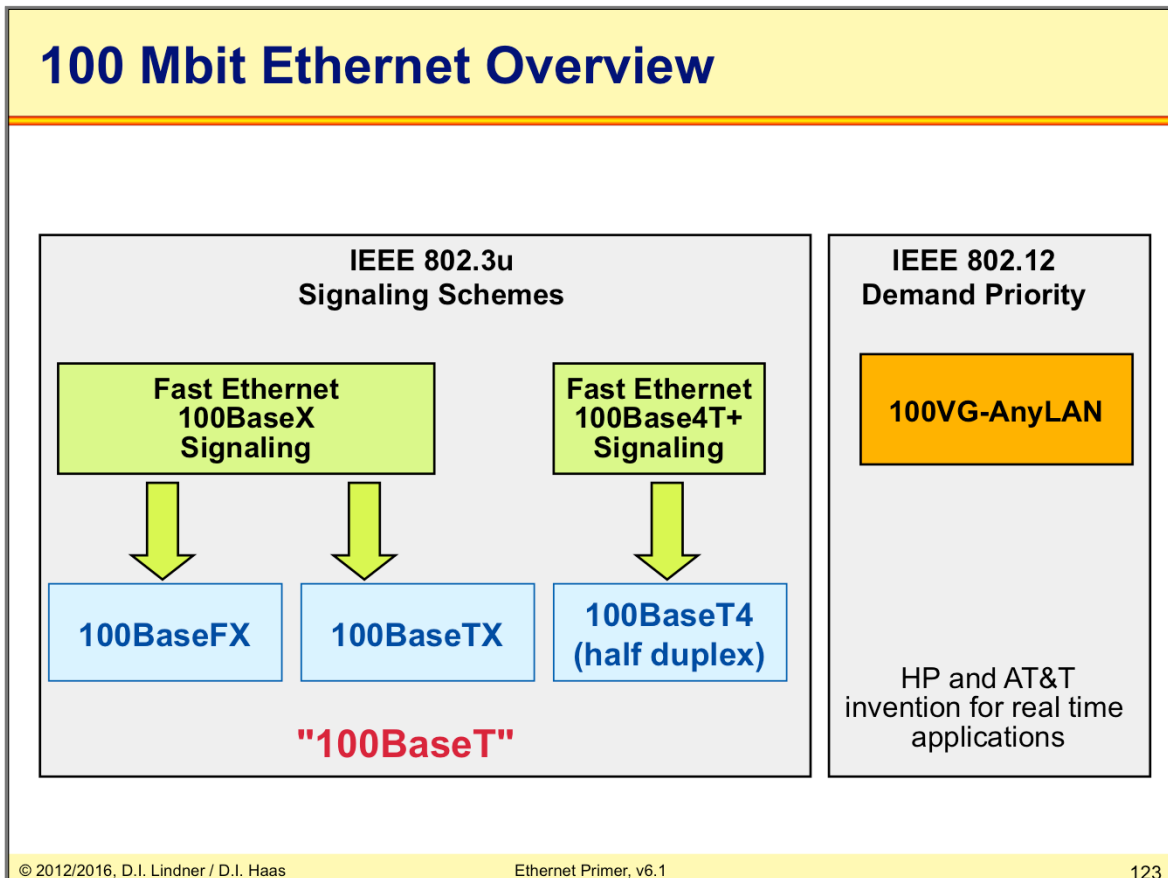 100 Mbit Ethernet Overview
IEEE 802.3u
Signaling Schemes
Fast Ethernet
100BaseX
Signaling
Fast Ethernet
100Base4T+
Signaling
100BaseFX
100BaseTX
100BaseT4
(half duplex)
"100BaseT"
IEEE 802.12
Demand Priority
100VG-AnyLAN
HP and AT&T
invention for real time
applications
© 2012/2016, D.I. Lindner / D.I. Haas
Ethernet Primer, v6.1
123